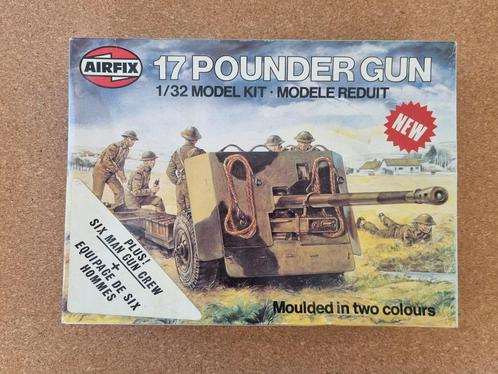 AIRFIX
17 POUNDER GUN
1/32 MODEL KIT · MODELE REDUIT
NEW
PLUS!
SIX MAN GUN CREW
+
EQUIPAGE DE SIX
HOMMES
Moulded in two colours